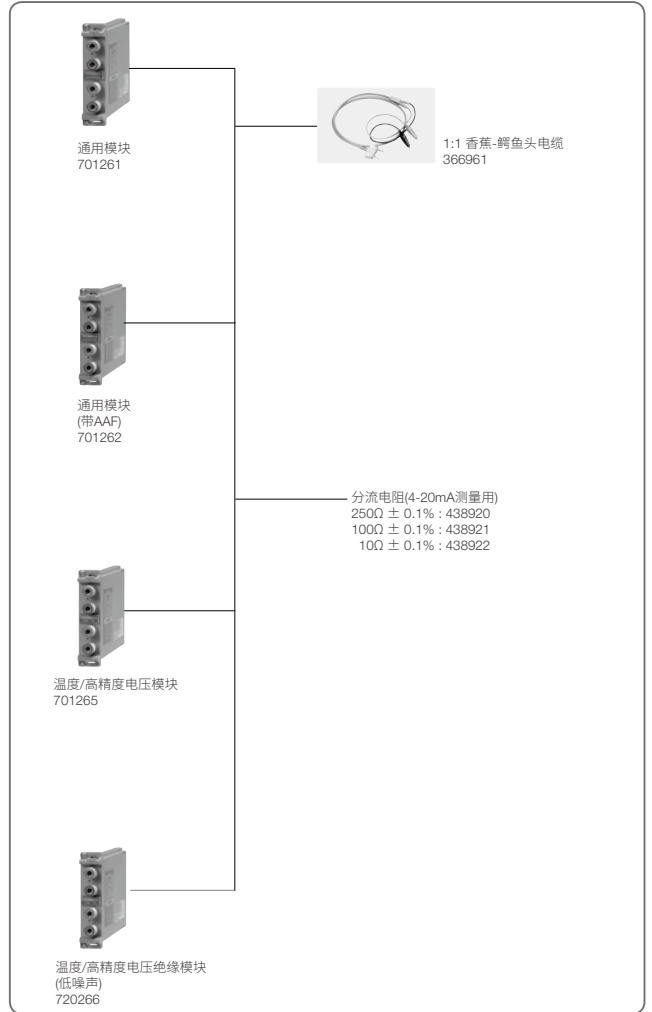 通用模块
701261
1:1 香蕉-鳄鱼头电缆
366961
通用模块
(带AAF)
701262
分流电阻(4-20mA测量用)
250Ω ± 0.1% : 438920
100Ω ± 0.1% : 438921
10Ω ± 0.1% : 438922
温度/高精度电压模块
701265
温度/高精度电压绝缘模块
(低噪声)
720266